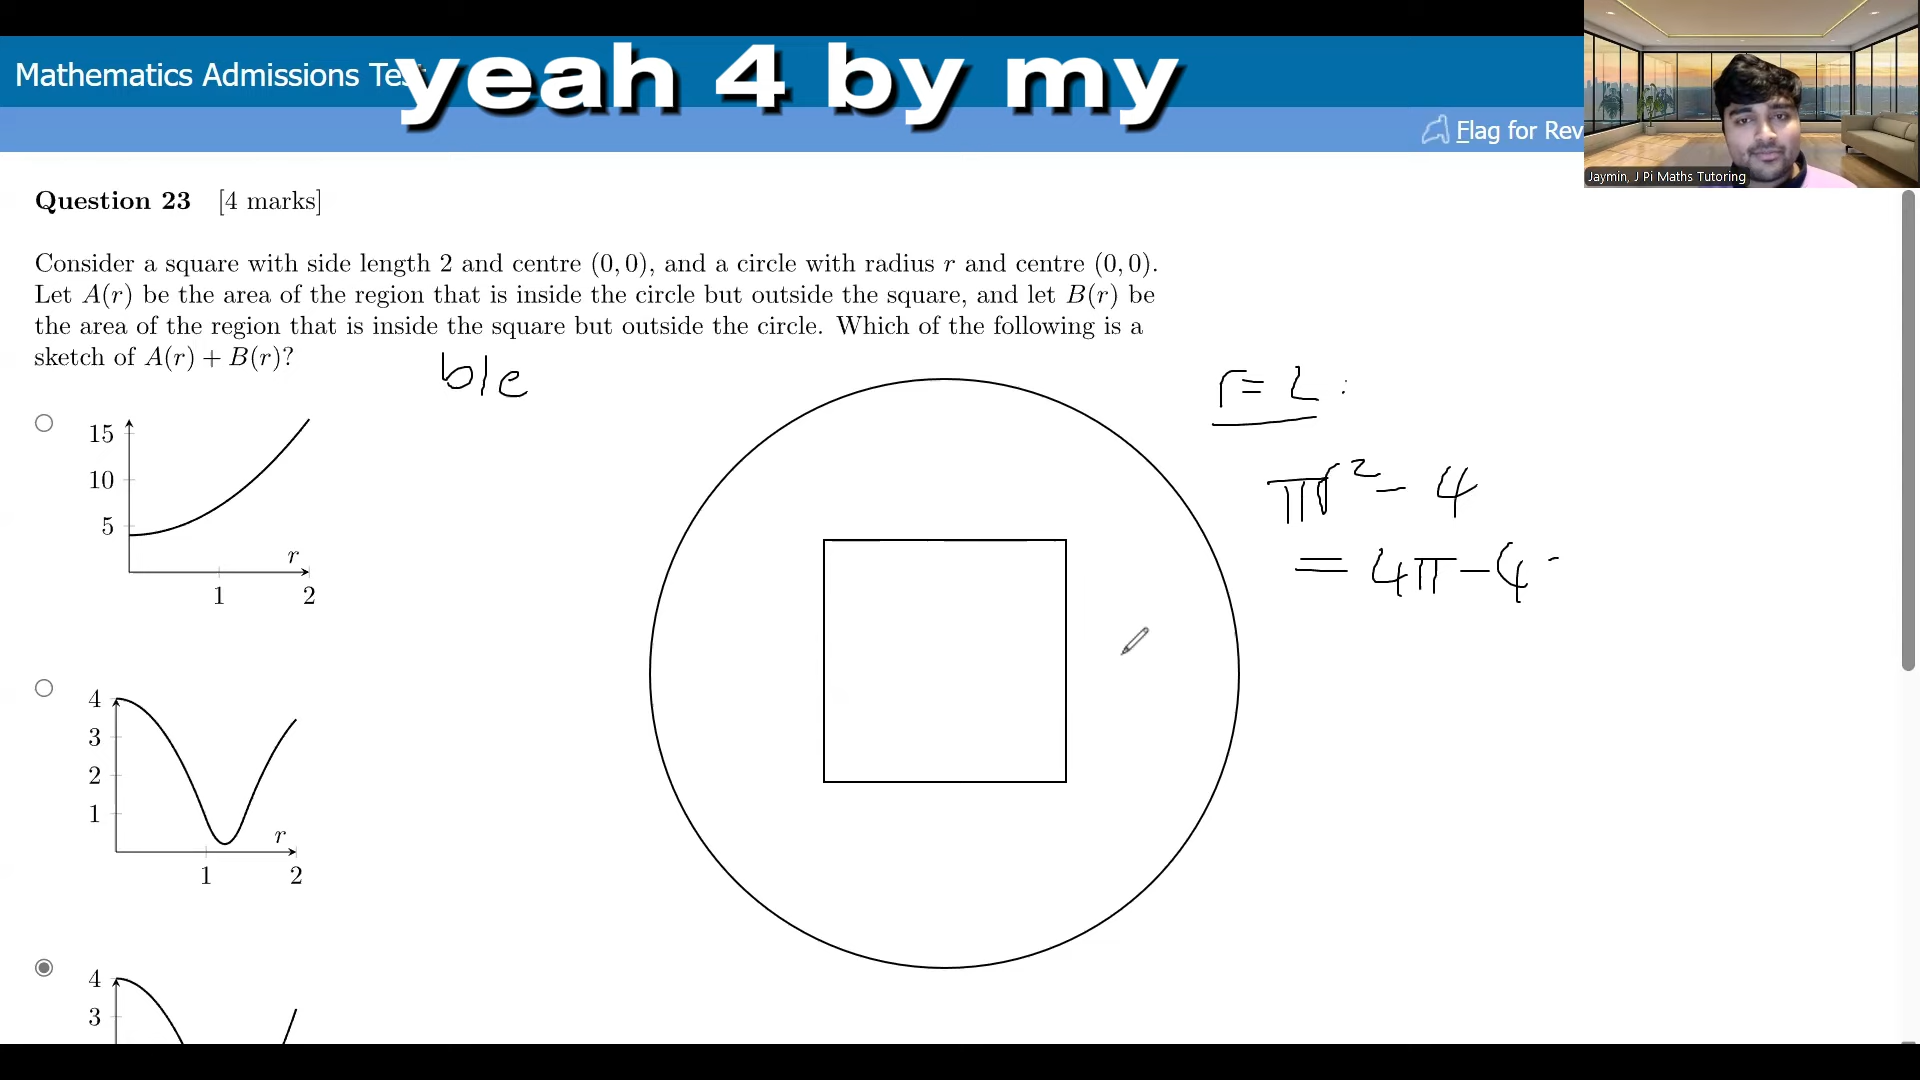 Mathematics Admissions Test
yeah 4 by my
Flag for Rev
Jaymin, J Pi Maths Tutoring
Question 23 [4 marks]
Consider a square with side length 2 and centre (0, 0), and a circle with radius r and centre (0, 0).
Let A(r) be the area of the region that is inside the circle but outside the square, and let B(r) be
the area of the region that is inside the square but outside the circle. Which of the following is a
sketch of A(r) + B(r)?
b/c
r = 2 :
πr² - 4
= 4π - 4 -
15
10
5
r
1
2
4
3
2
1
r
1
2
4
3